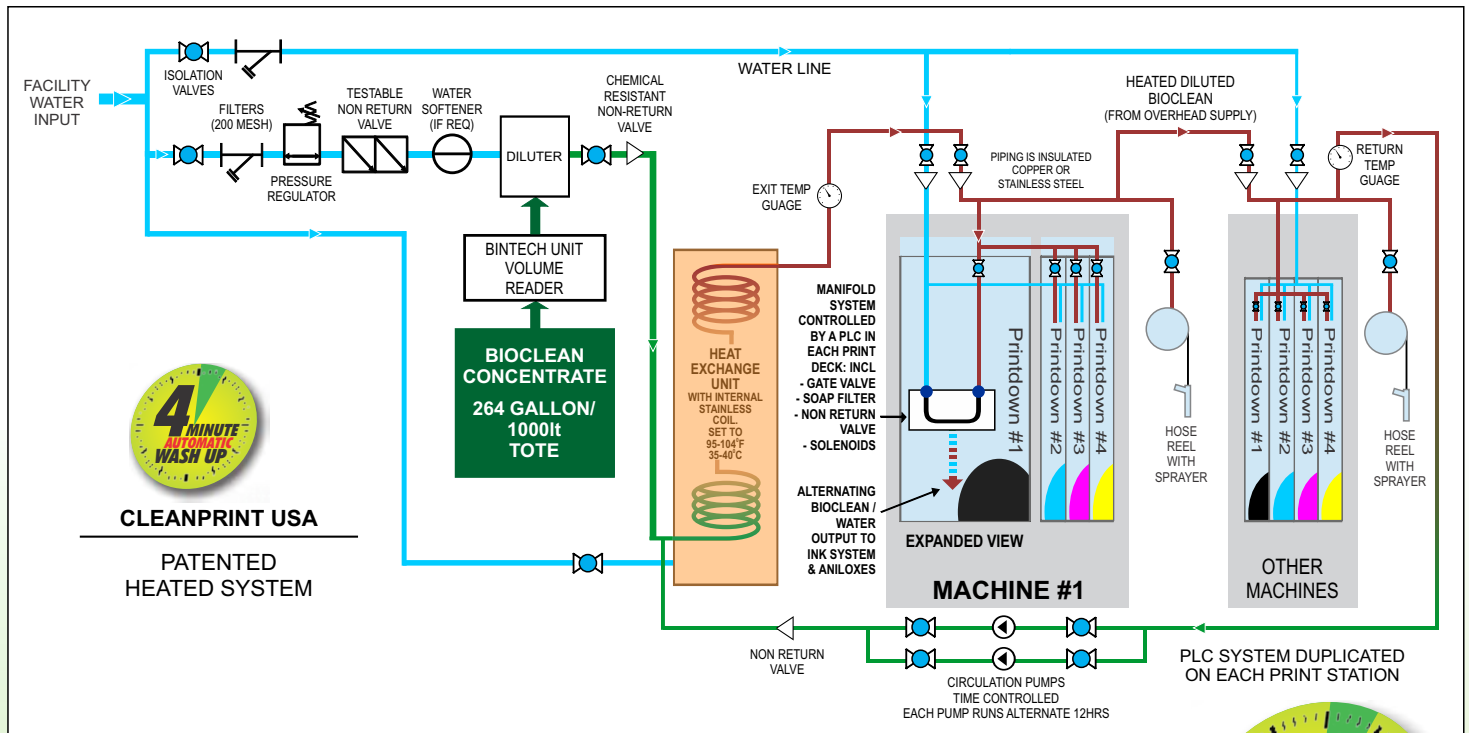 FACILITY
WATER
INPUT
ISOLATION
VALVES
FILTERS
(200 MESH)
PRESSURE
REGULATOR
TESTABLE
NON RETURN
VALVE
WATER
SOFTENER
(IF REQ)
DILUTER
CHEMICAL
RESISTANT
NON-RETURN
VALVE
WATER LINE
BINTECH UNIT
VOLUME
READER
BIOCLEAN
CONCENTRATE
264 GALLON/
1000lt
TOTE
4
MINUTE
AUTOMATIC
WASH UP
CLEANPRINT USA
PATENTED
HEATED SYSTEM
HEAT
EXCHANGE
UNIT
WITH INTERNAL
STAINLESS
COIL.
SET TO
95-104°F
35-40°C
EXIT TEMP
GUAGE
PIPING IS INSULATED
COPPER OR
STAINLESS STEEL
HEATED DILUTED
BIOCLEAN
(FROM OVERHEAD SUPPLY)
RETURN
TEMP
GUAGE
MANIFOLD
SYSTEM
CONTROLLED
BY A PLC IN
EACH PRINT
DECK: INCL
- GATE VALVE
- SOAP FILTER
- NON RETURN
VALVE
- SOLENOIDS
ALTERNATING
BIOCLEAN /
WATER
OUTPUT TO
INK SYSTEM
& ANILOXES
Printdown #1
Printdown #2
Printdown #3
Printdown #4
EXPANDED VIEW
MACHINE #1
HOSE
REEL
WITH
SPRAYER
Printdown #1
Printdown #2
Printdown #3
Printdown #4
OTHER
MACHINES
HOSE
REEL
WITH
SPRAYER
NON RETURN
VALVE
CIRCULATION PUMPS
TIME CONTROLLED
EACH PUMP RUNS ALTERNATE 12HRS
PLC SYSTEM DUPLICATED
ON EACH PRINT STATION